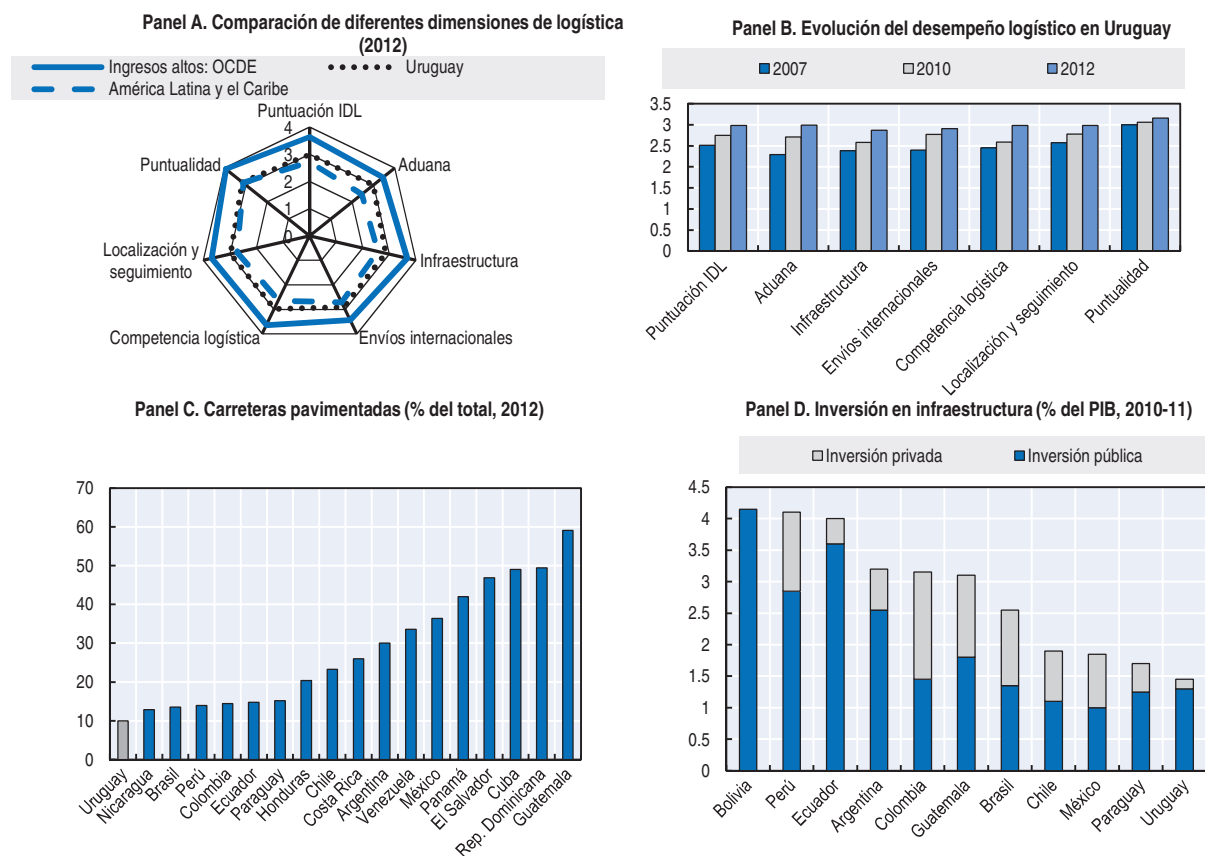 Panel A. Comparación de diferentes dimensiones de logística
(2012)
Ingresos altos: OCDE
Uruguay
América Latina y el Caribe
Puntuación IDL
Aduana
Infraestructura
Envíos internacionales
Competencia logística
Localización y
seguimiento
Puntualidad
4
3
2
1
0
Panel B. Evolución del desempeño logístico en Uruguay
2007
2010
2012
3.5
3
2.5
2
1.5
1
0.5
0
Puntuación IDL
Aduana
Infraestructura
Envíos internacionales
Competencia logística
Localización y seguimiento
Puntualidad
Panel C. Carreteras pavimentadas (% del total, 2012)
70
60
50
40
30
20
10
0
Uruguay
Nicaragua
Brasil
Perú
Colombia
Ecuador
Paraguay
Honduras
Chile
Costa Rica
Argentina
Venezuela
México
Panamá
El Salvador
Cuba
Rep. Dominicana
Guatemala
Panel D. Inversión en infraestructura (% del PIB, 2010-11)
Inversión privada
Inversión pública
4.5
4
3.5
3
2.5
2
1.5
1
0.5
0
Bolivia
Perú
Ecuador
Argentina
Colombia
Guatemala
Brasil
Chile
México
Paraguay
Uruguay